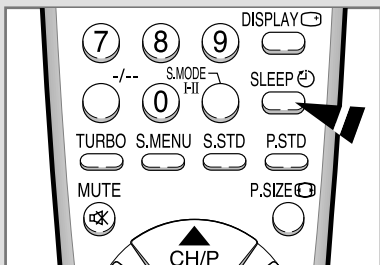 DISPLAY
7 8 9
-/-- S.MODE I-II SLEEP
0
TURBO S.MENU S.STD P.STD
MUTE P.SIZE
CH/P